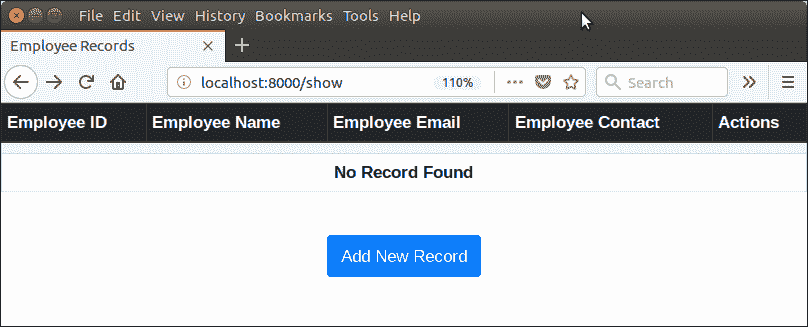 File Edit View History Bookmarks Tools Help
Employee Records
localhost:8000/show 110% Search
Employee ID Employee Name Employee Email Employee Contact Actions
No Record Found
Add New Record